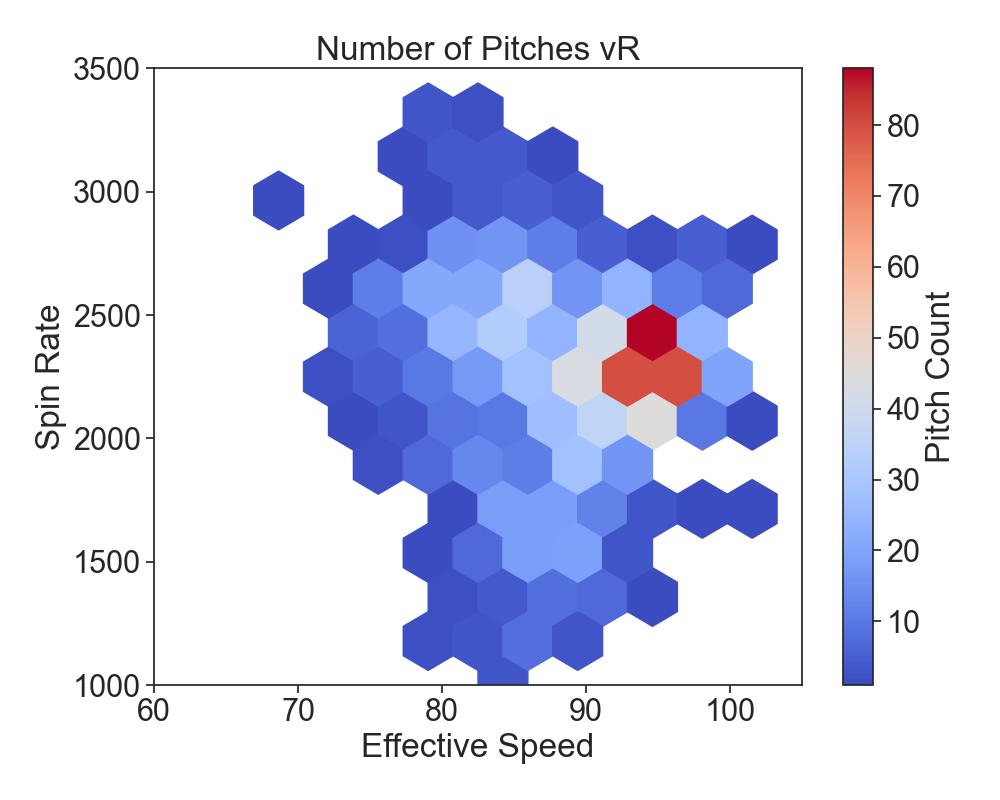 Number of Pitches vR
3500
3000
2500
2000
1500
1000
Spin Rate
60 70 80 90 100
Effective Speed
80
70
60
50
40
30
20
10
Pitch Count